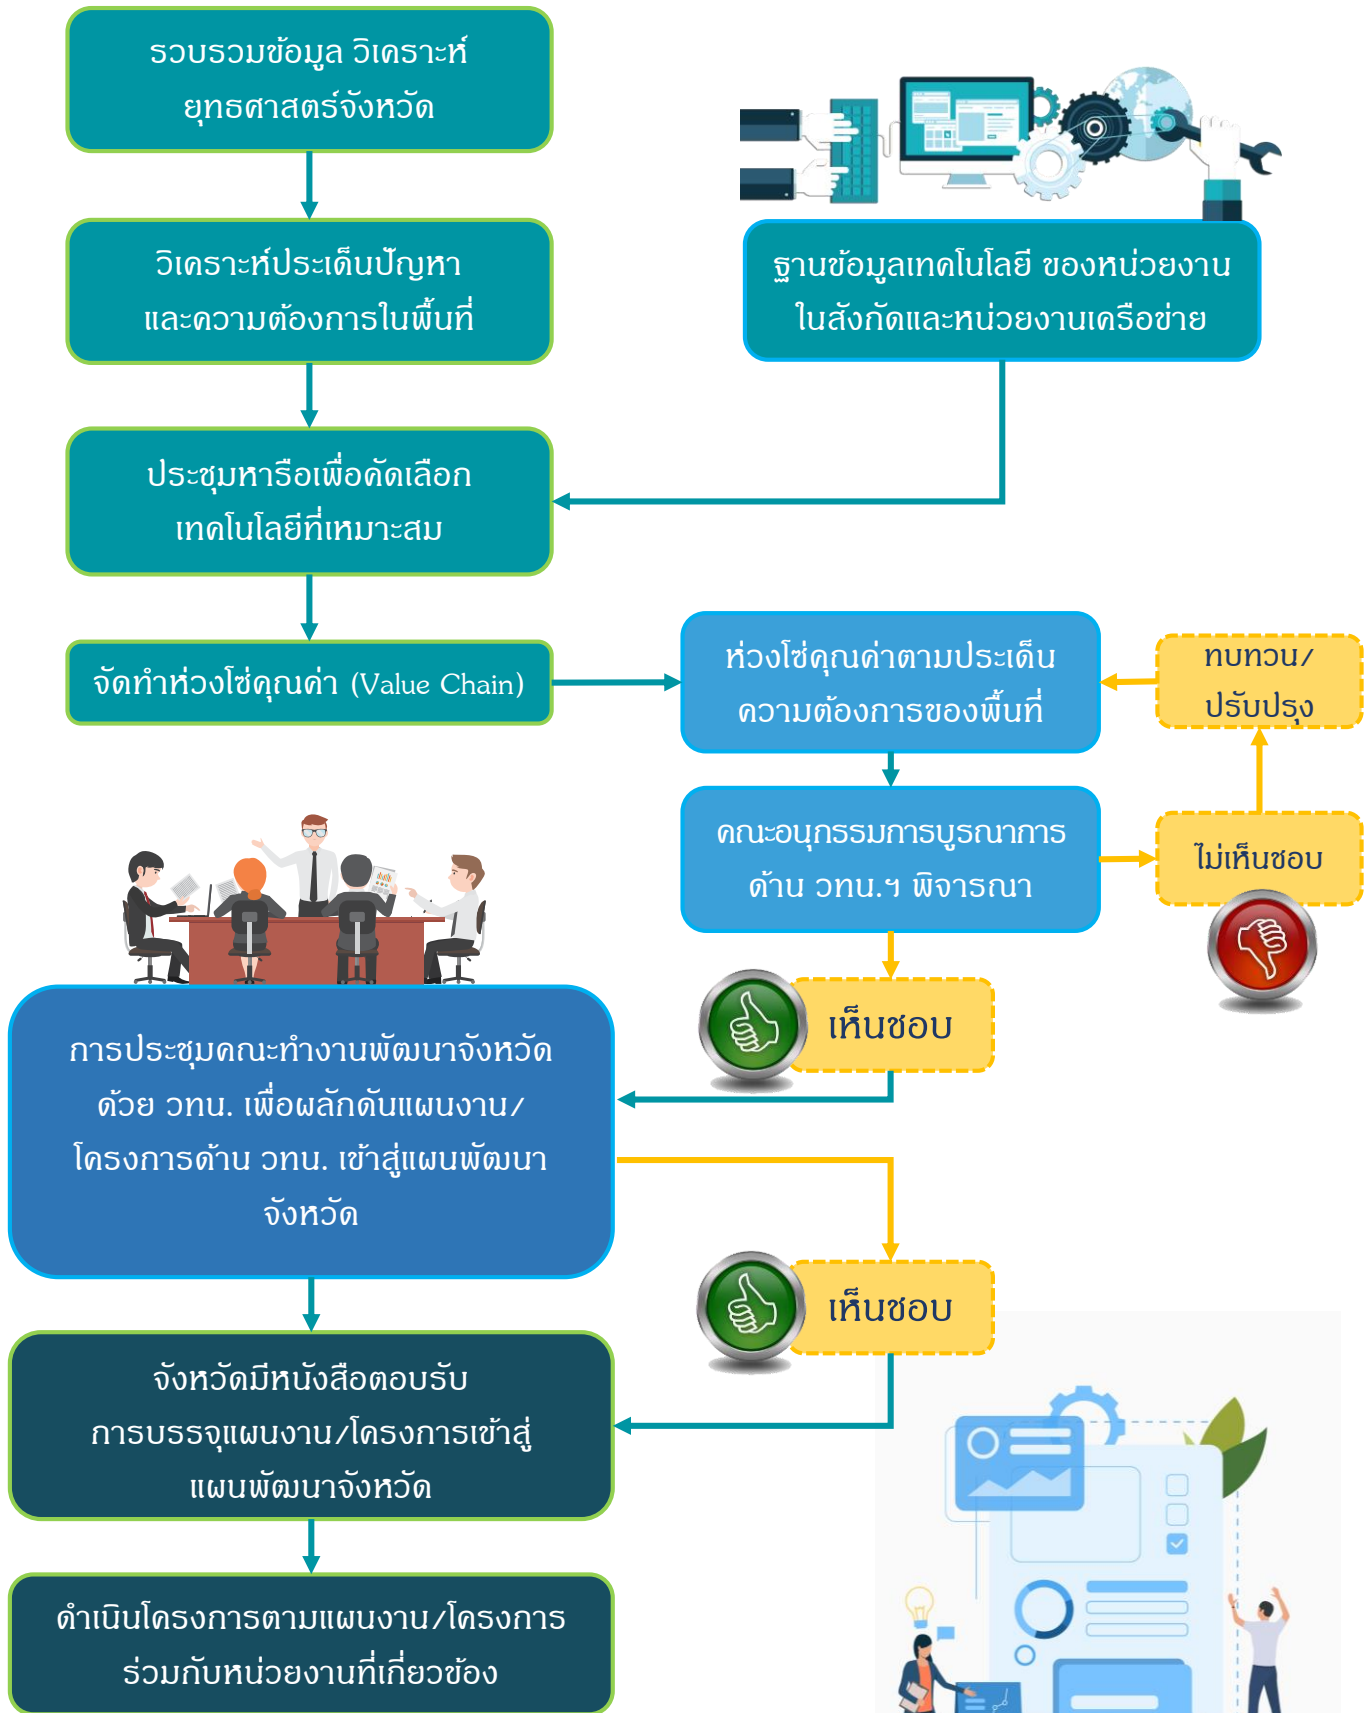 รวบรวมข้อมูล วิเคราะห์
ยุทธศาสตร์จังหวัด
วิเคราะห์ประเด็นปัญหา
และความต้องการในพื้นที่
ฐานข้อมูลเทคโนโลยี ของหน่วยงาน
ในสังกัดและหน่วยงานเครือข่าย
ประชุมหารือเพื่อคัดเลือก
เทคโนโลยีที่เหมาะสม
จัดทำห่วงโซ่คุณค่า (Value Chain)
ห่วงโซ่คุณค่าตามประเด็น
ความต้องการของพื้นที่
ทบทวน/
ปรับปรุง
คณะอนุกรรมการบูรณาการ
ด้าน วทน.ฯ พิจารณา
ไม่เห็นชอบ
เห็นชอบ
การประชุมคณะทำงานพัฒนาจังหวัด
ด้วย วทน. เพื่อผลักดันแผนงาน/
โครงการด้าน วทน. เข้าสู่แผนพัฒนา
จังหวัด
เห็นชอบ
จังหวัดมีหนังสือตอบรับ
การบรรจุแผนงาน/โครงการเข้าสู่
แผนพัฒนาจังหวัด
ดำเนินโครงการตามแผนงาน/โครงการ
ร่วมกับหน่วยงานที่เกี่ยวข้อง